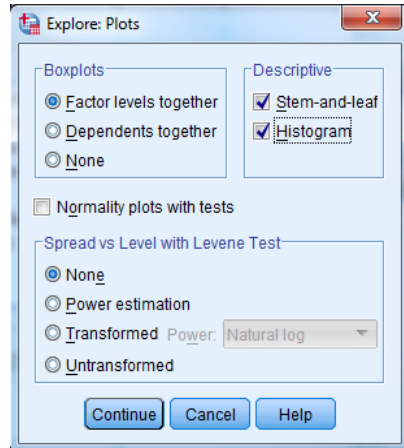 Explore: Plots
Boxplots
Factor levels together
Dependents together
None
Descriptive
Stem-and-leaf
Histogram
Normality plots with tests
Spread vs Level with Levene Test
None
Power estimation
Transformed Power: Natural log
Untransformed
Continue Cancel Help